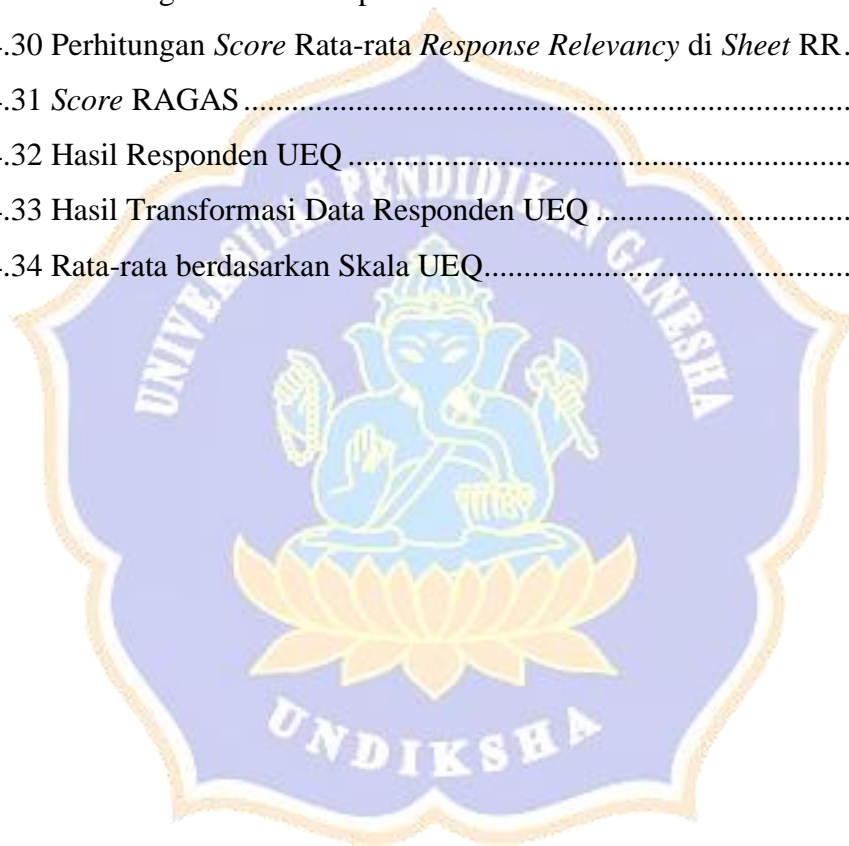 .30 Perhitungan Score Rata-rata Response Relevancy di Sheet RR.
.31 Score RAGAS..........
.32 Hasil Responden UEQ..........
.33 Hasil Transformasi Data Responden UEQ..........
.34 Rata-rata berdasarkan Skala UEQ..........
UNIVERSITAS PENDIDIKAN GANESHA
UNDIKSHA